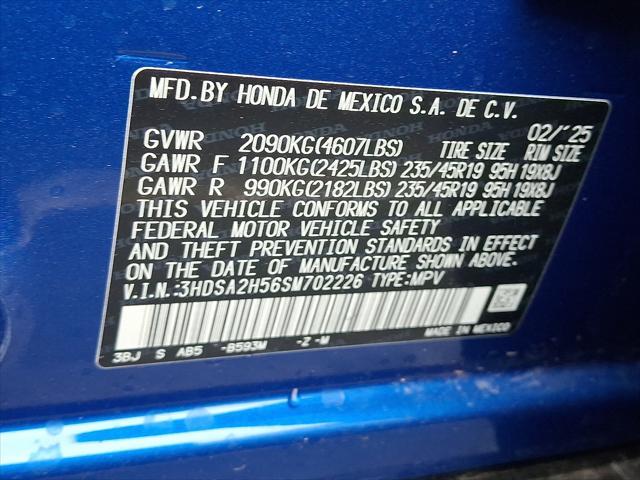 MFD. BY HONDA DE MEXICO S.A. DE C.V.
02/'25
GVWR 2090KG(4607LBS) TIRE SIZE RIM SIZE
GAWR F 1100KG(2425LBS) 235/45R19 95H 19X8J
GAWR R 990KG(2182LBS) 235/45R19 95H 19X8J
THIS VEHICLE CONFORMS TO ALL APPLICABLE
FEDERAL MOTOR VEHICLE SAFETY
AND THEFT PREVENTION STANDARDS IN EFFECT
ON THE DATE OF MANUFACTURE SHOWN ABOVE.
V.I.N.:3HDSA2H56SM702226 TYPE:MPV
MADE IN MEXICO
3BJ S AB5 -B593M -Z -M